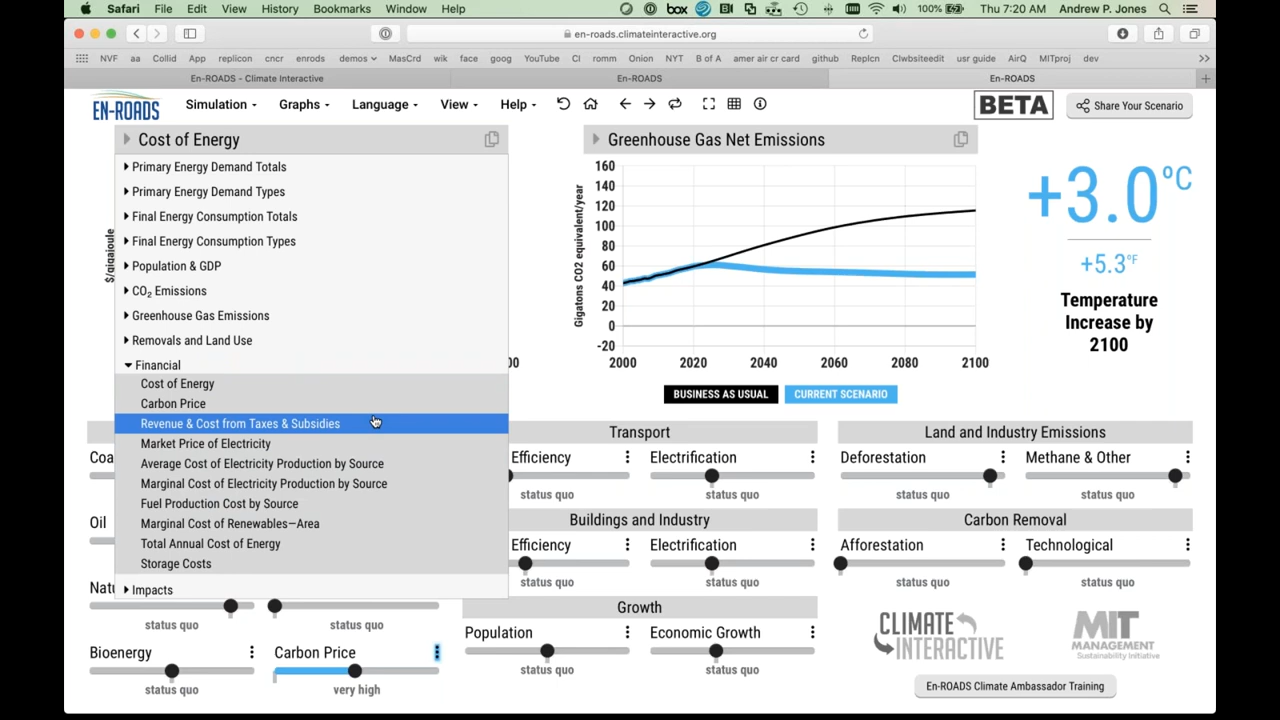 Safari File Edit View History Bookmarks Window Help
box 100% Thu 7:20 AM Andrew P. Jones
en-roads.climateinteractive.org
NVF aa Collid App replicon cncr enrods demos MasCrd wik face goog YouTube CI romm Onion NYT B of A amer air cr card github Replcn Clwbsiteedit usr guide AirQ MITproj dev
En-ROADS - Climate Interactive En-ROADS En-ROADS
EN-ROADS Simulation Graphs Language View Help BETA Share Your Scenario
Cost of Energy
Primary Energy Demand Totals
Primary Energy Demand Types
Final Energy Consumption Totals
Final Energy Consumption Types
Population & GDP
CO2 Emissions
Greenhouse Gas Emissions
Removals and Land Use
Financial
Cost of Energy
Carbon Price
Revenue & Cost from Taxes & Subsidies
Market Price of Electricity
Average Cost of Electricity Production by Source
Marginal Cost of Electricity Production by Source
Fuel Production Cost by Source
Marginal Cost of Renewables—Area
Total Annual Cost of Energy
Storage Costs
Impacts
$/gigajoule
00
Greenhouse Gas Net Emissions
Gigatons CO2 equivalent/year
160
140
120
100
80
60
40
20
0
-20
2000 2020 2040 2060 2080 2100
BUSINESS AS USUAL CURRENT SCENARIO
+3.0°C
+5.3°F
Temperature
Increase by
2100
Coa
Oil
Natu
status quo status quo
Bioenergy Carbon Price
status quo very high
Transport
Efficiency Electrification
status quo status quo
Buildings and Industry
Efficiency Electrification
status quo status quo
Growth
Population Economic Growth
status quo status quo
Land and Industry Emissions
Deforestation Methane & Other
status quo status quo
Carbon Removal
Afforestation Technological
status quo status quo
CLIMATE
INTERACTIVE
MIT
MANAGEMENT
Sustainability Initiative
En-ROADS Climate Ambassador Training